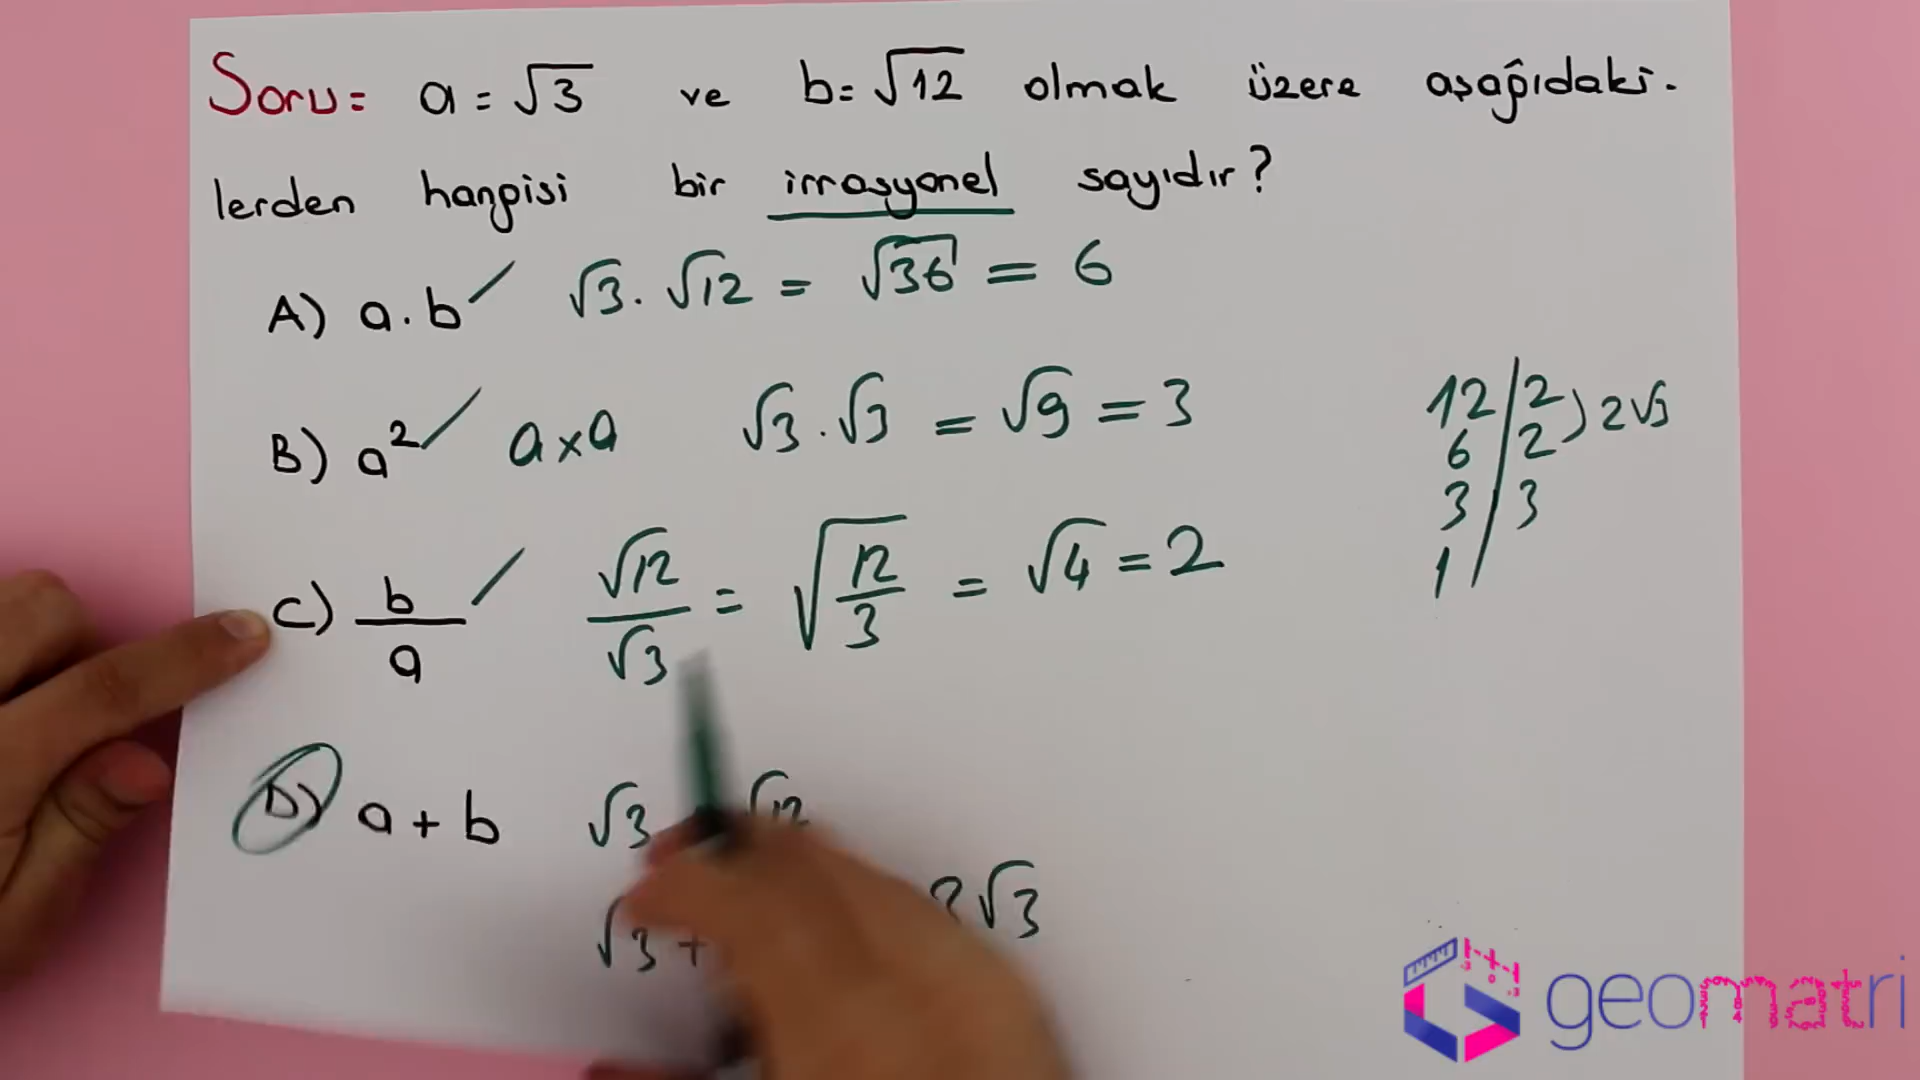 Soru= a = √3 ve b = √12 olmak üzere aşağıdaki-
lerden hangisi bir irrasyonel sayıdır?
A) a . b √3 . √12 = √36 = 6
B) a² a x a √3 . √3 = √9 = 3
12 | 2 ) 2√3
6 | 2
3 | 3
1
C) b/a √12/√3 = √(12/3) = √4 = 2
D) a + b √3 √12
√3 + √3
geomatri